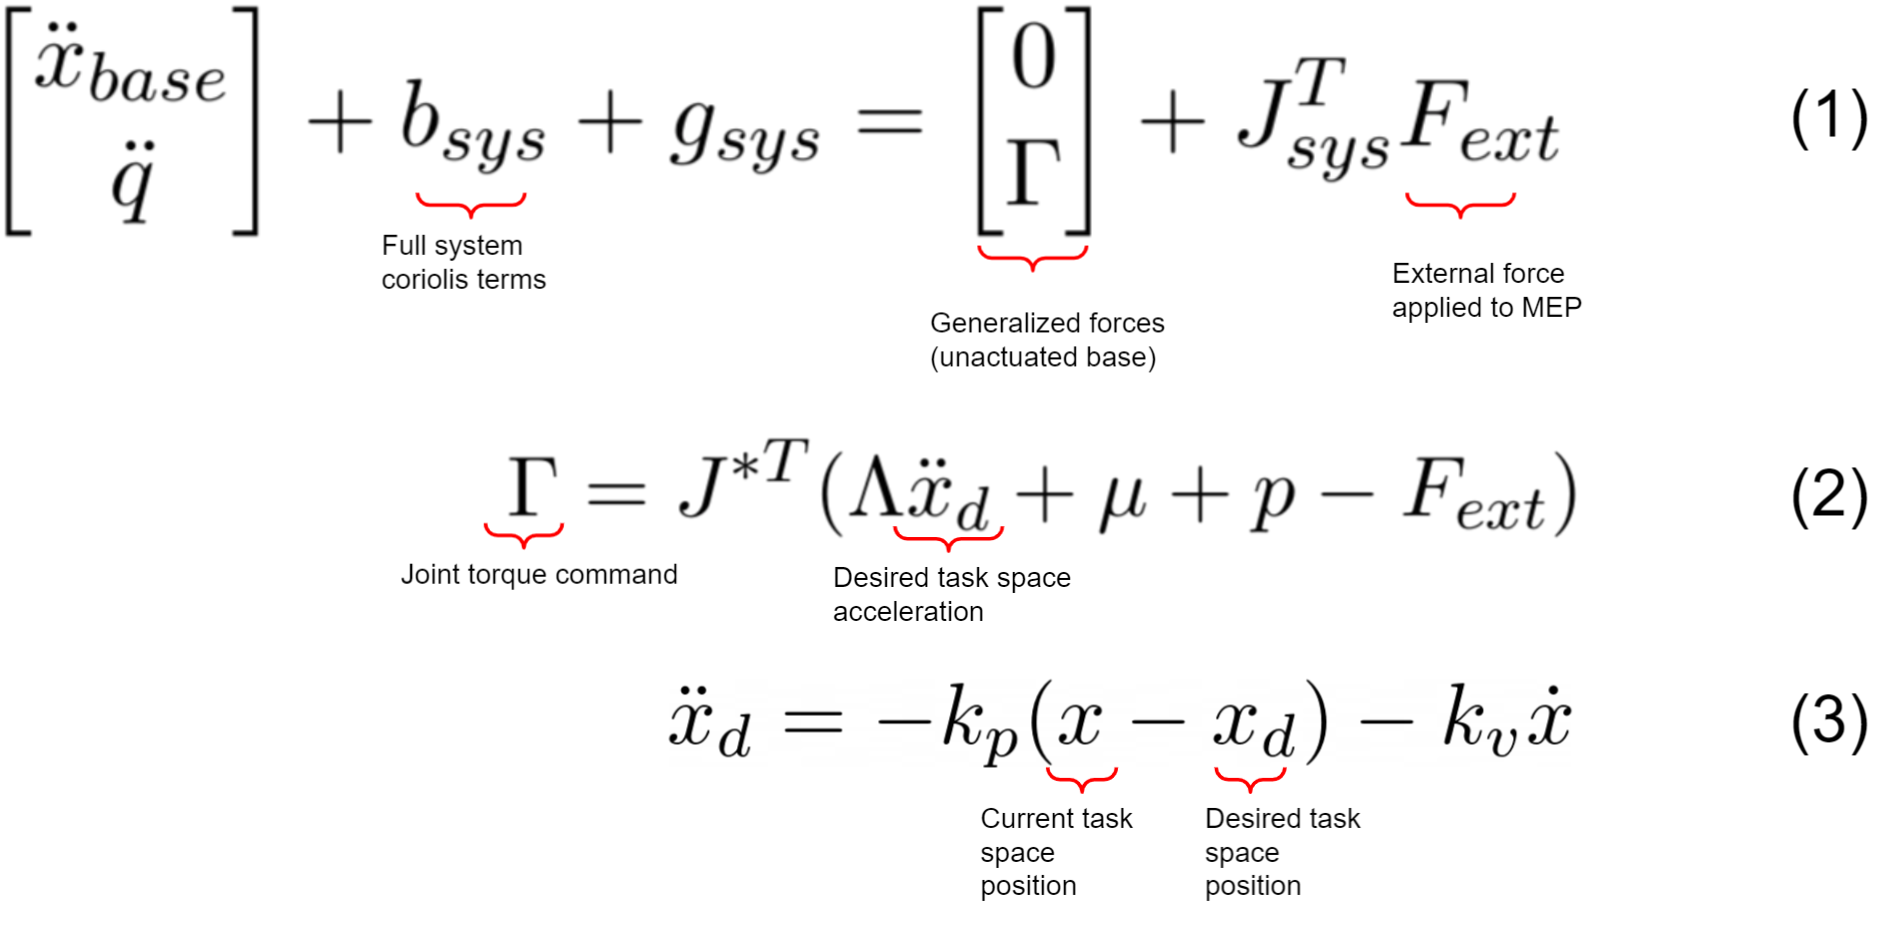 [ẍ_base; q̈] + b_sys + g_sys = [0; Γ] + J^T_sys F_ext (1)
Full system
coriolis terms
External force
applied to MEP
Generalized forces
(unactuated base)
Γ = J^{*T}(Λẍ_d + μ + p − F_ext) (2)
Joint torque command
Desired task space
acceleration
ẍ_d = −k_p(x − x_d) − k_v ẋ (3)
Current task
space
position
Desired task
space
position